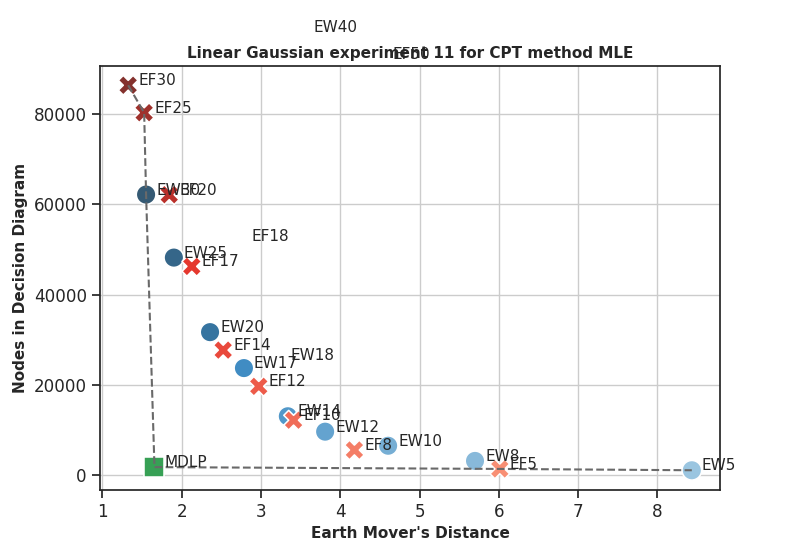 EW40
Linear Gaussian experiment 11 for CPT method MLE
EF50
EF30
EF25
EW30
EF20
EF18
EW25
EF17
EW20
EF14
EW18
EW17
EF12
EW14
EF10
EW12
EF8
EW10
EW8
EF5
MDLP
EW5
80000
60000
40000
20000
0
Nodes in Decision Diagram
1 2 3 4 5 6 7 8
Earth Mover's Distance